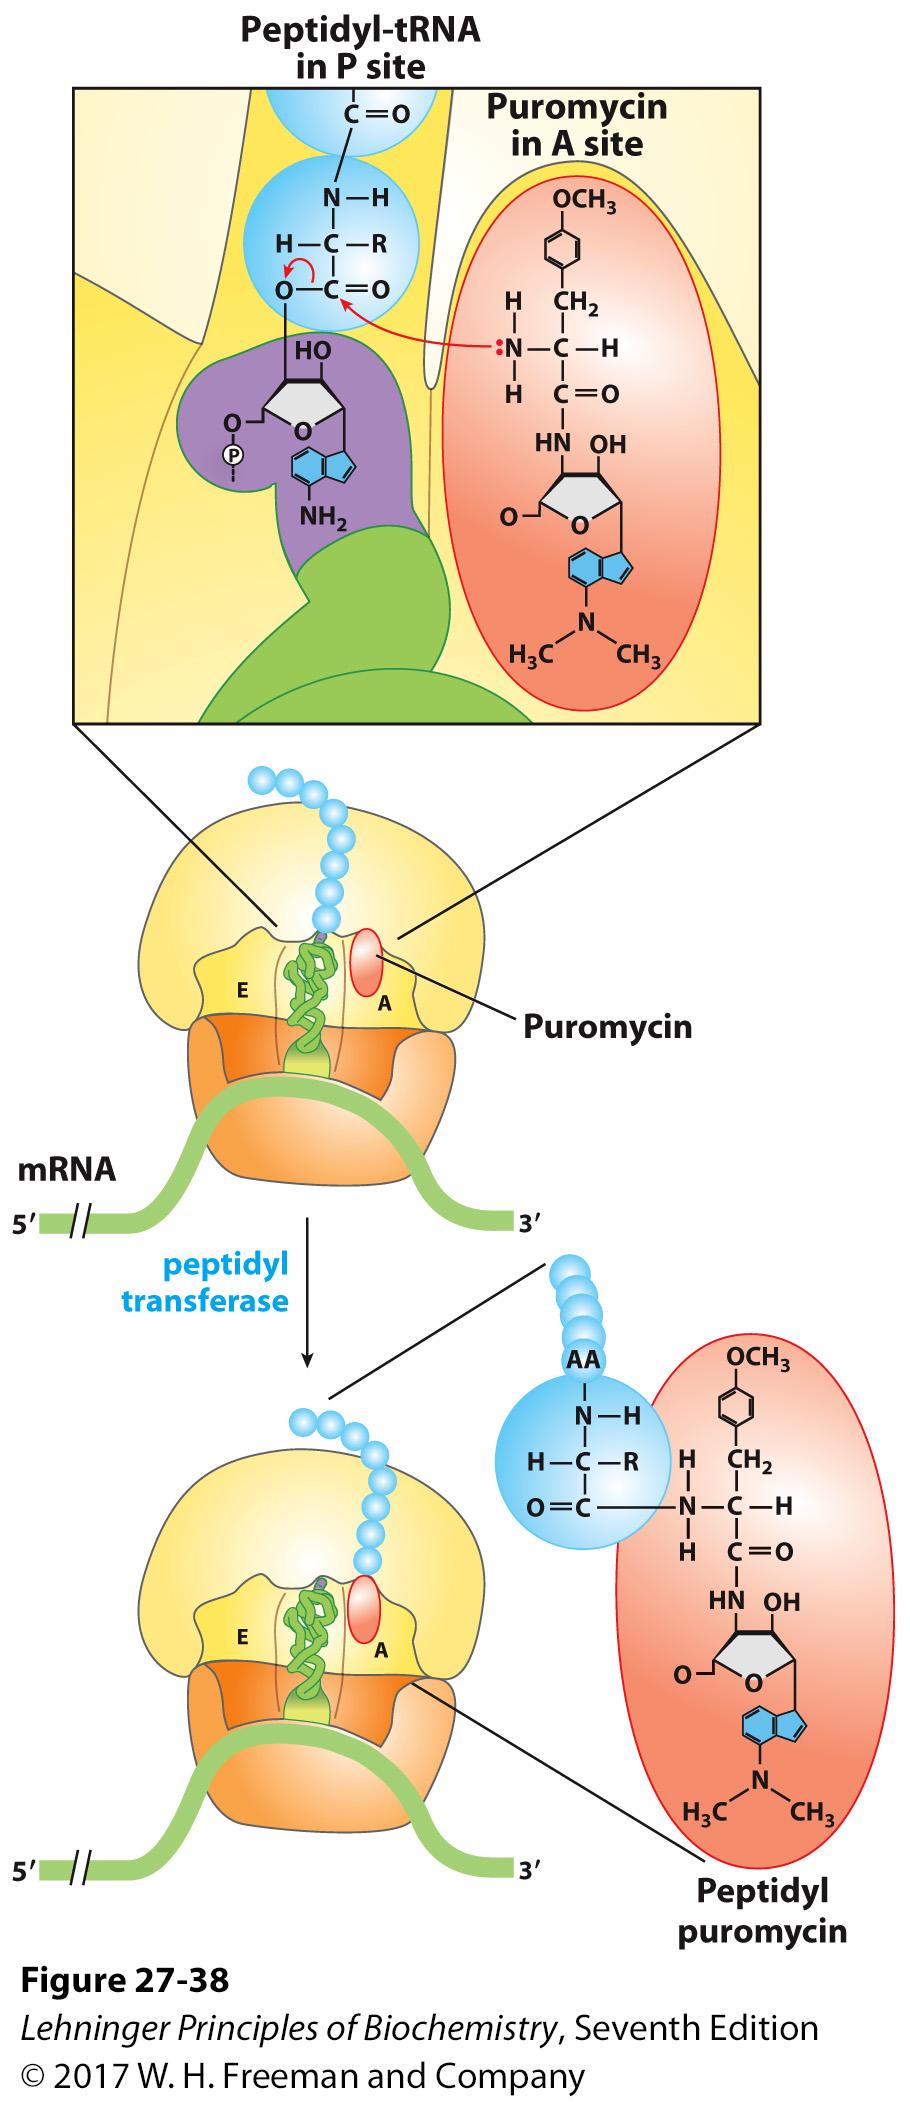 Peptidyl-tRNA
in P site
Puromycin
in A site
C=O
N—H
H—C—R
O—C=O
HO
O
O
P
NH₂
OCH₃
CH₂
H
:N—C—H
H
C=O
HN OH
O
O
N
H₃C CH₃
E
A
Puromycin
mRNA
5′
3′
peptidyl
transferase
AA
N—H
H—C—R
O=C
OCH₃
CH₂
H
N—C—H
H
C=O
HN OH
O
O
N
H₃C CH₃
E
A
5′
3′
Peptidyl
puromycin
Figure 27-38
Lehninger Principles of Biochemistry, Seventh Edition
© 2017 W. H. Freeman and Company